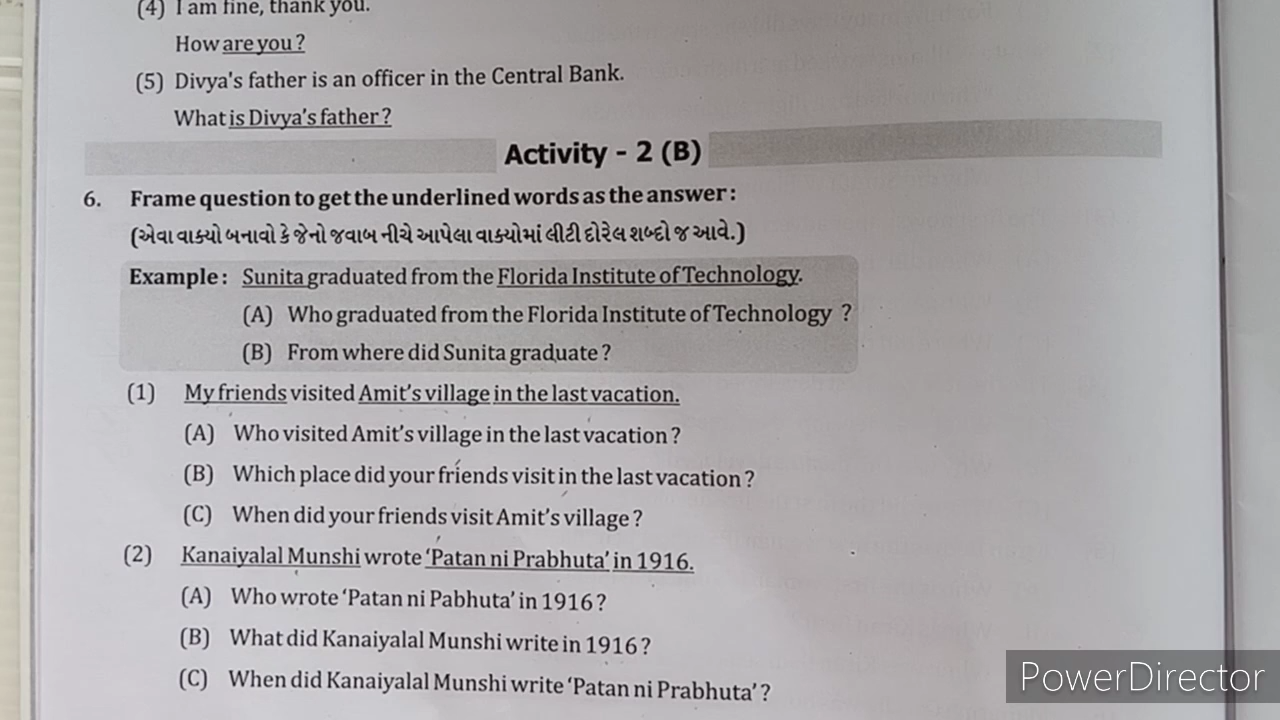 (4) I am fine, thank you.
How are you ?
(5) Divya's father is an officer in the Central Bank.
What is Divya's father ?
Activity - 2 (B)
6. Frame question to get the underlined words as the answer :
(એવા વાક્યો બનાવો કે જેનો જવાબ નીચે આપેલા વાક્યોમાં લીટી દોરેલ શબ્દો જ આવે.)
Example : Sunita graduated from the Florida Institute of Technology.
(A) Who graduated from the Florida Institute of Technology ?
(B) From where did Sunita graduate ?
(1) My friends visited Amit's village in the last vacation.
(A) Who visited Amit's village in the last vacation ?
(B) Which place did your friends visit in the last vacation ?
(C) When did your friends visit Amit's village ?
(2) Kanaiyalal Munshi wrote 'Patan ni Prabhuta' in 1916.
(A) Who wrote 'Patan ni Pabhuta' in 1916 ?
(B) What did Kanaiyalal Munshi write in 1916 ?
(C) When did Kanaiyalal Munshi write 'Patan ni Prabhuta' ?
PowerDirector